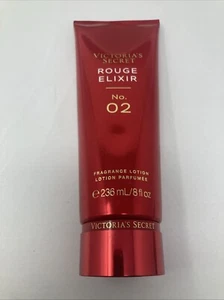 VICTORIA'S
SECRET
ROUGE
ELIXIR
No.
02
FRAGRANCE LOTION
LOTION PARFUMÉE
℮ 236 mL/8 fl oz
VICTORIA'S SECRET